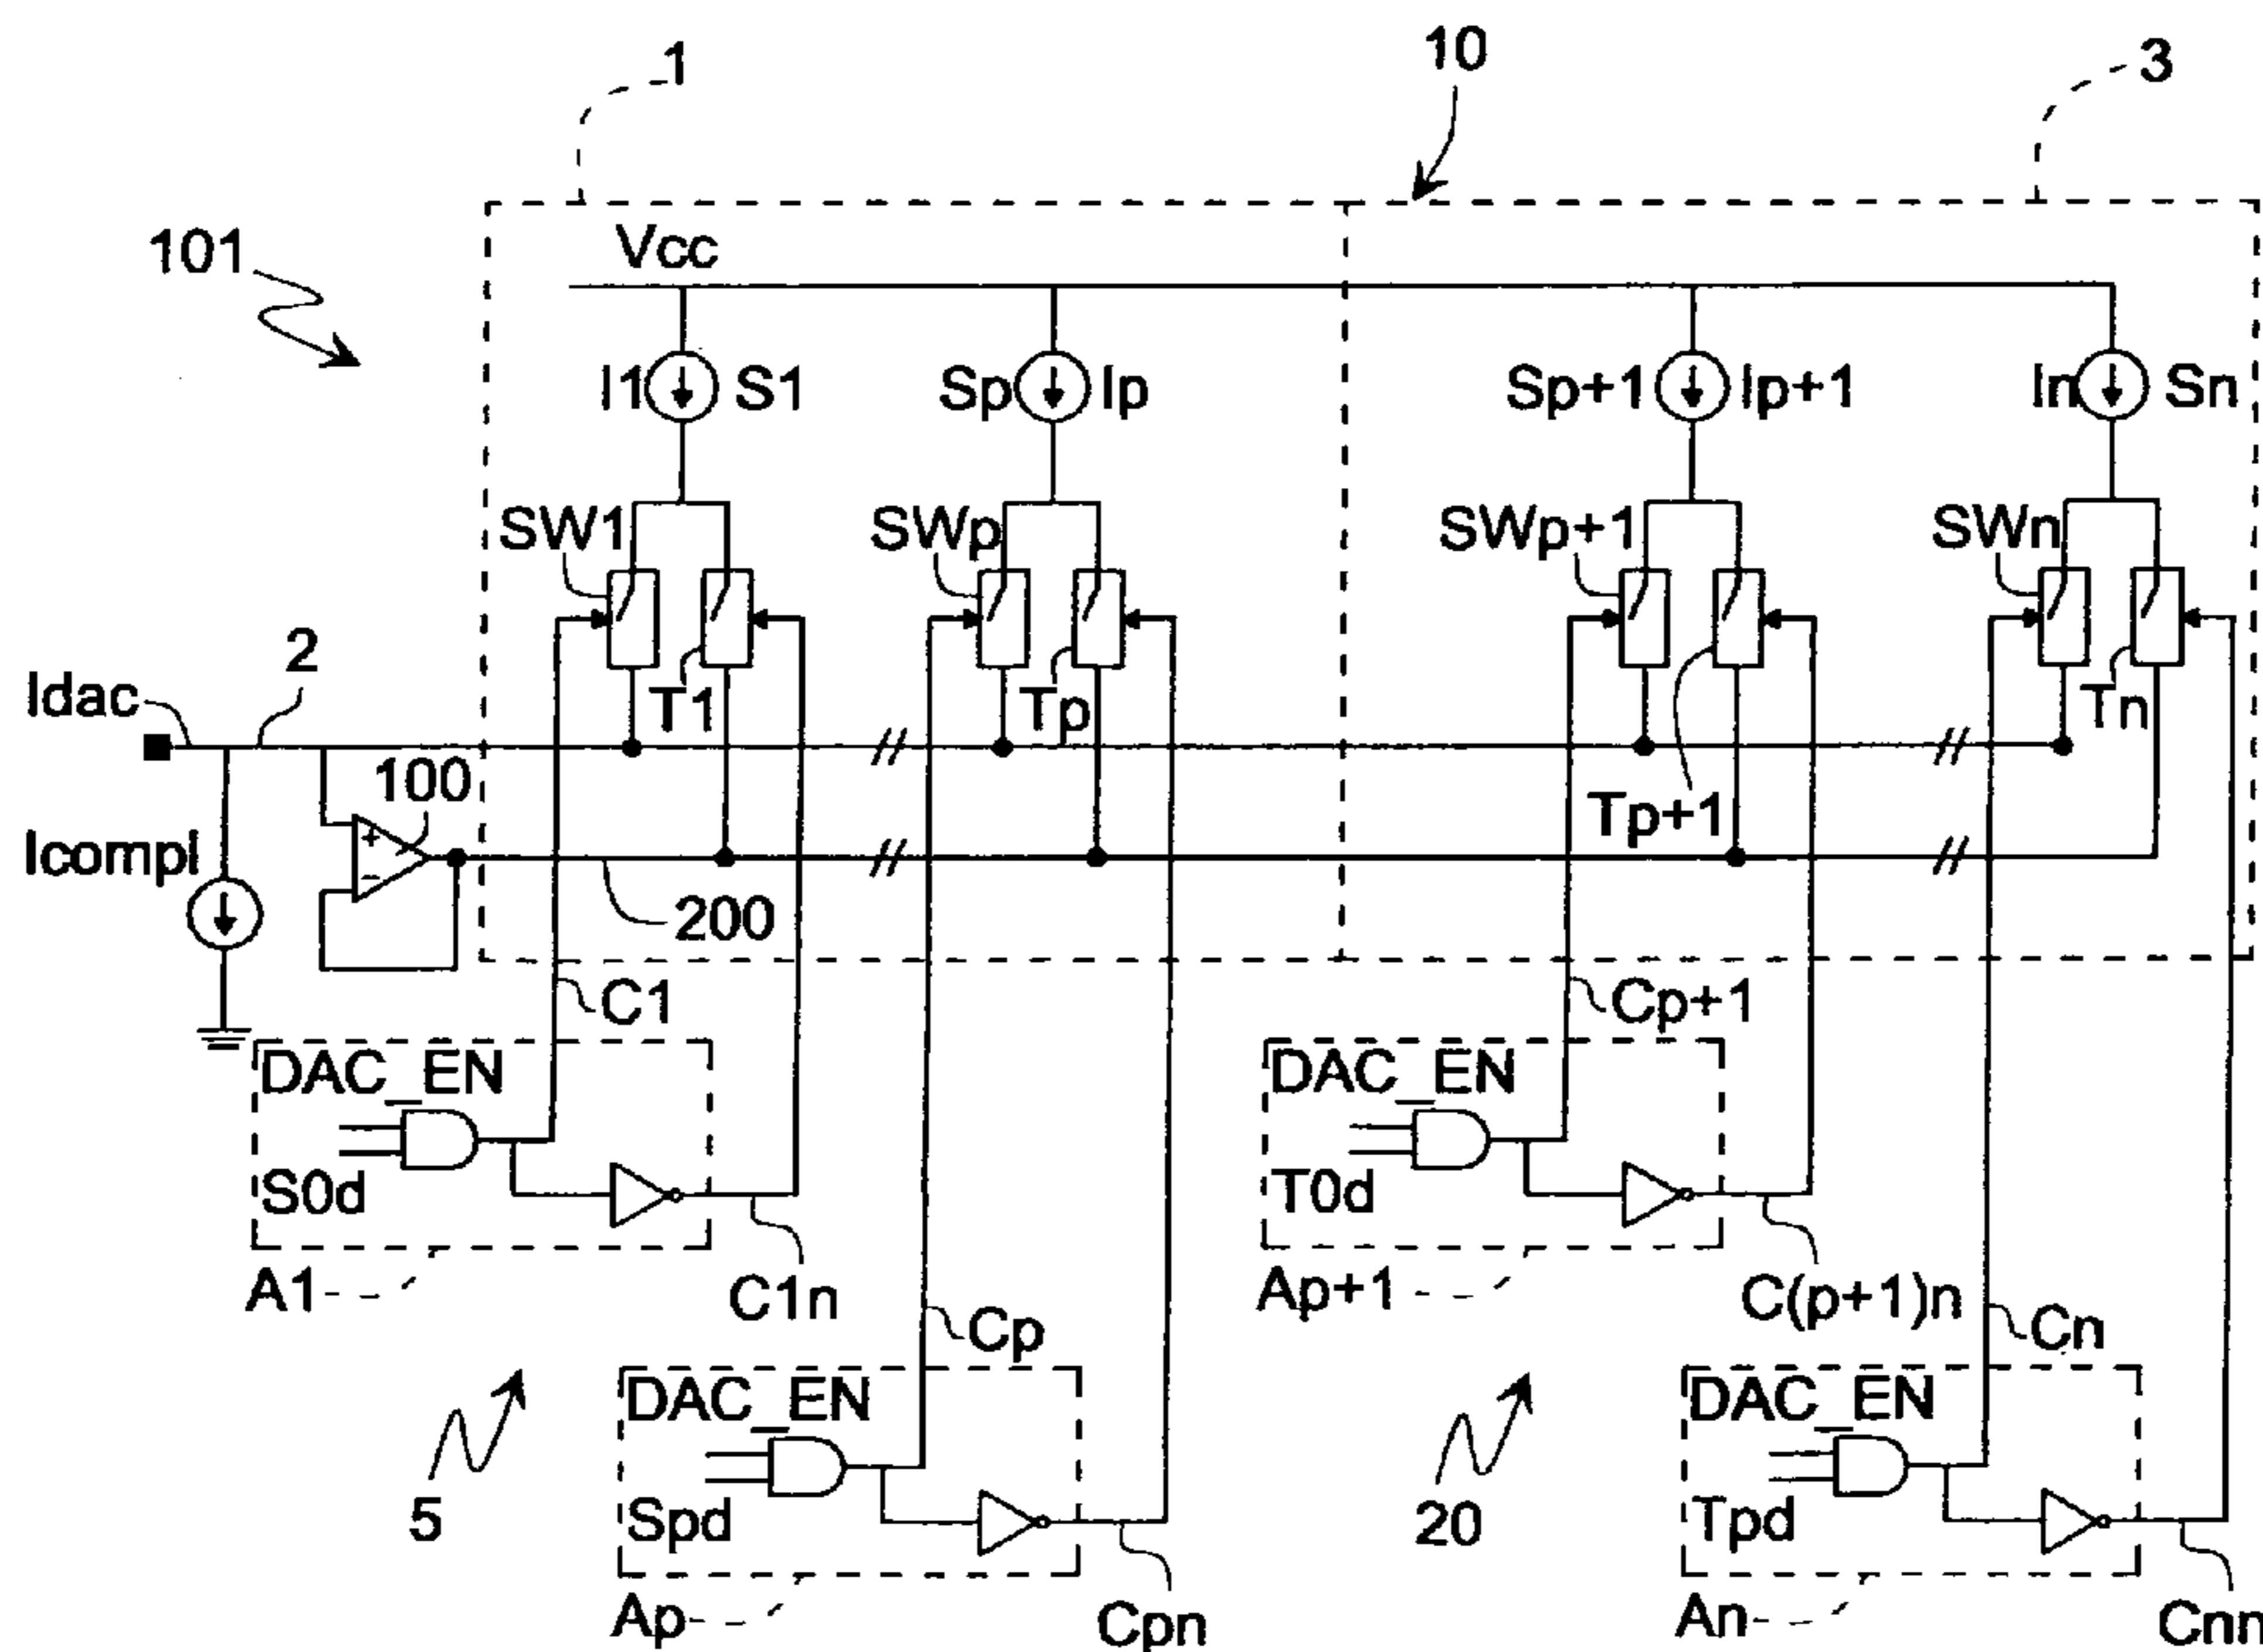 1
10
3
101
Vcc
I1 S1
Sp Ip
Sp+1 Ip+1
In Sn
SW1
SWp
SWp+1
SWn
Idac
2
T1
Tp
Tn
100
+
Tp+1
Icompl
−
200
C1
Cp+1
DAC_EN
DAC_EN
S0d
T0d
A1
C1n
Ap+1
C(p+1)n
Cp
Cn
DAC_EN
DAC_EN
5
Spd
20
Tpd
Ap
Cpn
An
Cnn